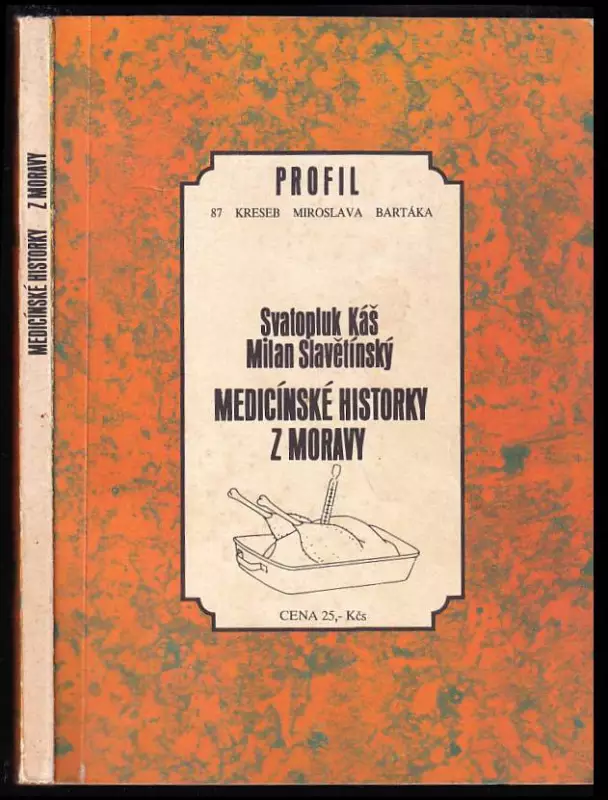 MEDICÍNSKÉ HISTORKY Z MORAVY
PROFIL
87 KRESEB MIROSLAVA BARTÁKA
Svatopluk Káš
Milan Slavětínský
MEDICÍNSKÉ HISTORKY
Z MORAVY
CENA 25,- Kčs